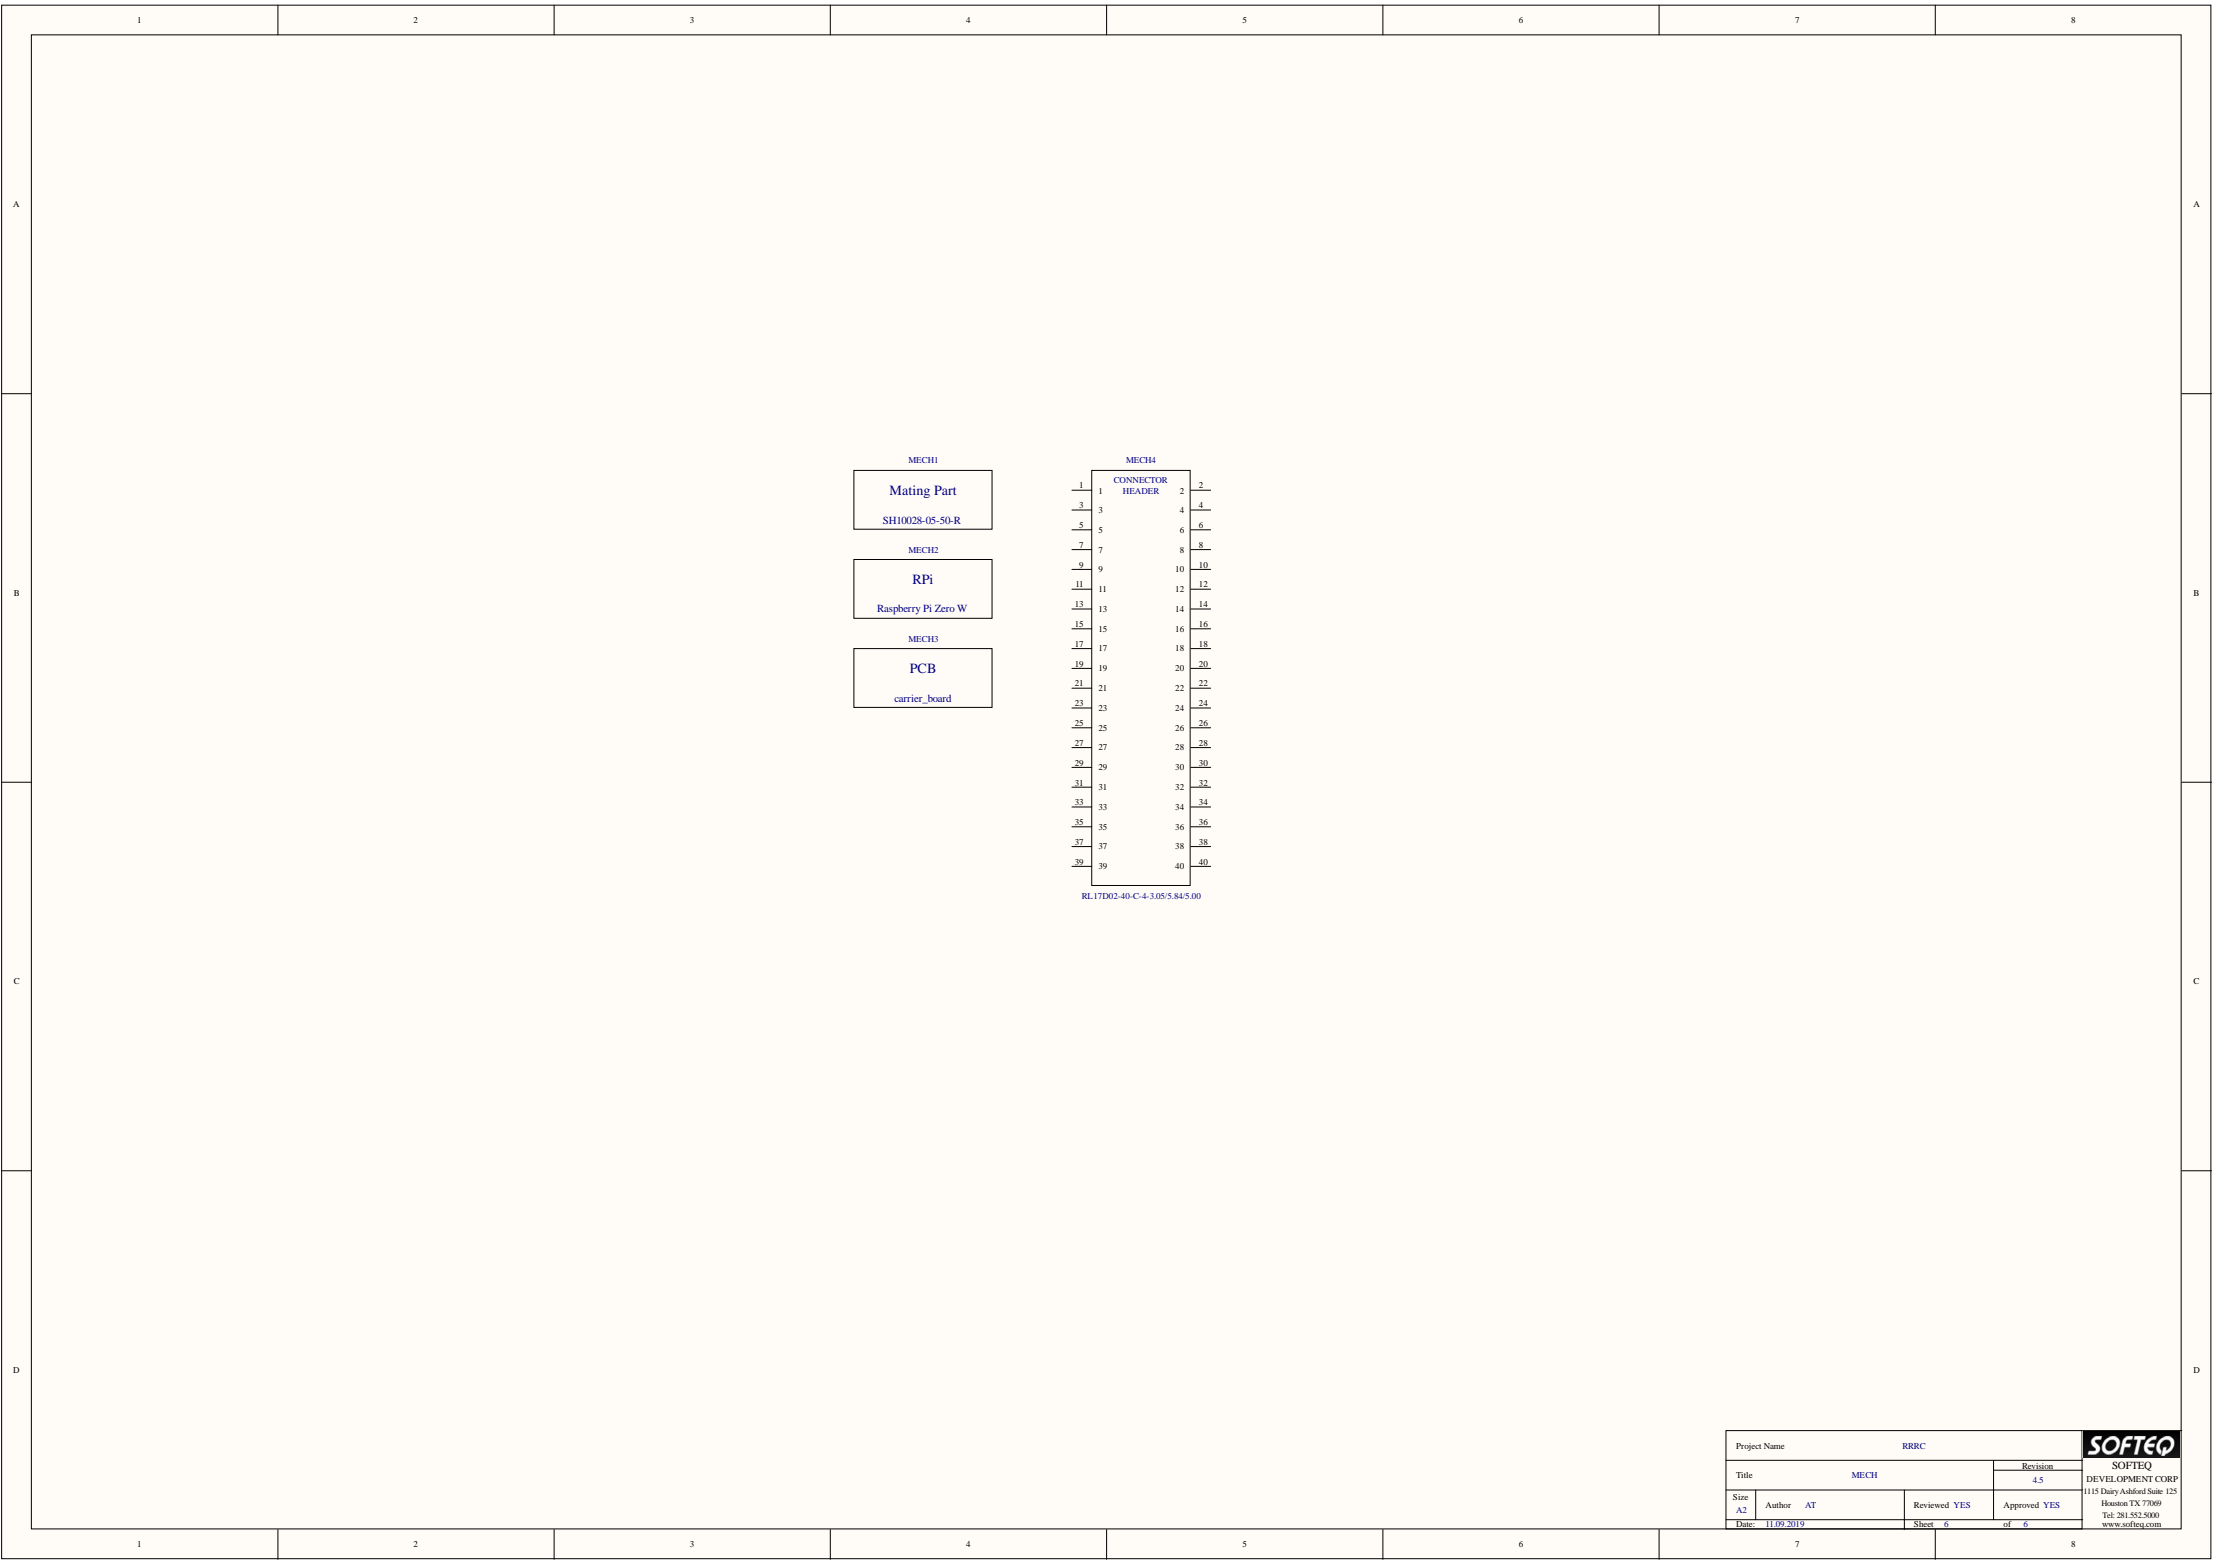 1 2 3 4 5 6 7 8
A A
MECH1 MECH4
Mating Part
SH10028-05-50-R
MECH2
RPi
Raspberry Pi Zero W
MECH3
PCB
carrier_board
CONNECTOR
HEADER
1 1 2 2
3 3 4 4
5 5 6 6
7 7 8 8
9 9 10 10
11 11 12 12
13 13 14 14
15 15 16 16
17 17 18 18
19 19 20 20
21 21 22 22
23 23 24 24
25 25 26 26
27 27 28 28
29 29 30 30
31 31 32 32
33 33 34 34
35 35 36 36
37 37 38 38
39 39 40 40
RL17D02-40-C-4-3.05/5.84/5.00
B B
C C
D D
Project Name RRRC
Title MECH
Revision
4.5
Size
A2
Author AT
Reviewed YES
Approved YES
Date: 11.09.2019
Sheet 6 of 6
SOFTEQ
SOFTEQ
DEVELOPMENT CORP
1115 Dairy Ashford Suite 125
Houston TX 77069
Tel: 281.552.5000
www.softeq.com
1 2 3 4 5 6 7 8